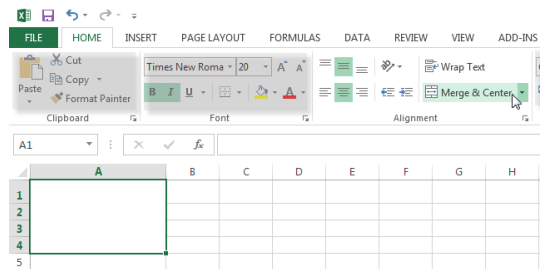 FILE HOME INSERT PAGE LAYOUT FORMULAS DATA REVIEW VIEW ADD-INS
Paste
Cut
Copy
Format Painter
Clipboard
Times New Roma 20 A A
B I U A
Font
Wrap Text
Merge & Center
Alignment
A1 fx
A B C D E F G H
1
2
3
4
5